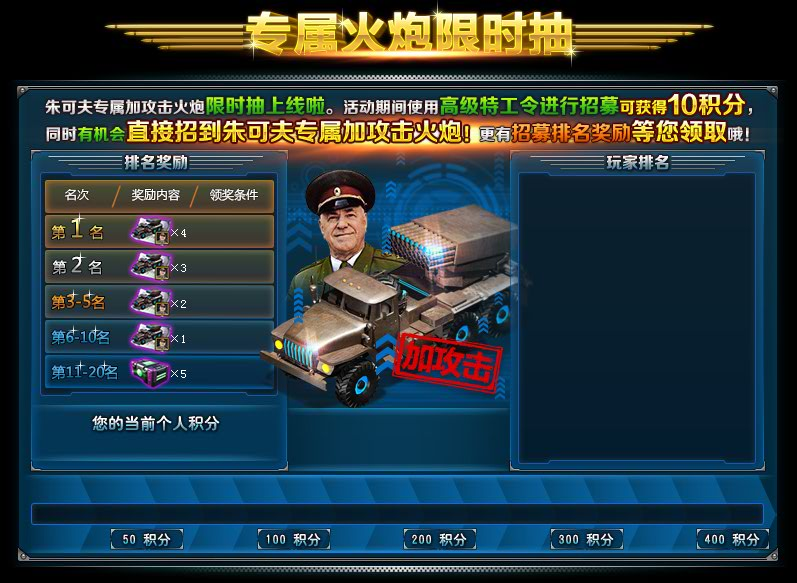 专属火炮限时抽
朱可夫专属加攻击火炮限时抽上线啦。活动期间使用高级特工令进行招募可获得10积分，
同时有机会直接招到朱可夫专属加攻击火炮！更有招募排名奖励等您领取哦！
排名奖励
名次 奖励内容 领奖条件
第1名 ×4
第2名 ×3
第3-5名 ×2
第6-10名 ×1
第11-20名 ×5
您的当前个人积分
加攻击
玩家排名
50 积分 100 积分 200 积分 300 积分 400 积分